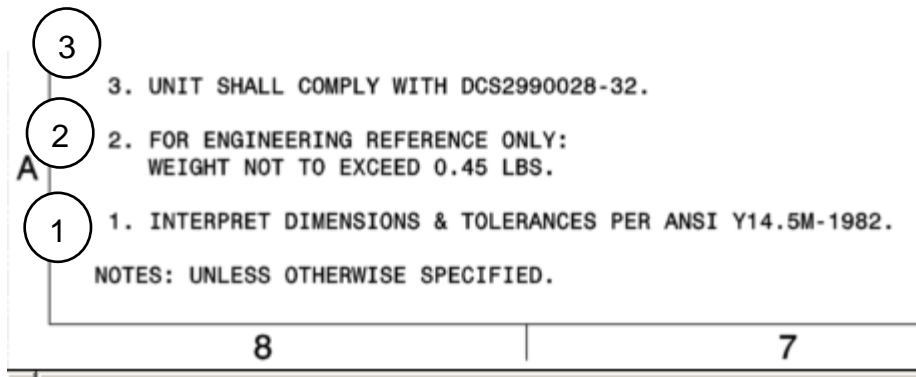 3
3. UNIT SHALL COMPLY WITH DCS2990028-32.
2
2. FOR ENGINEERING REFERENCE ONLY:
WEIGHT NOT TO EXCEED 0.45 LBS.
A
1
1. INTERPRET DIMENSIONS & TOLERANCES PER ANSI Y14.5M-1982.
NOTES: UNLESS OTHERWISE SPECIFIED.
8 7